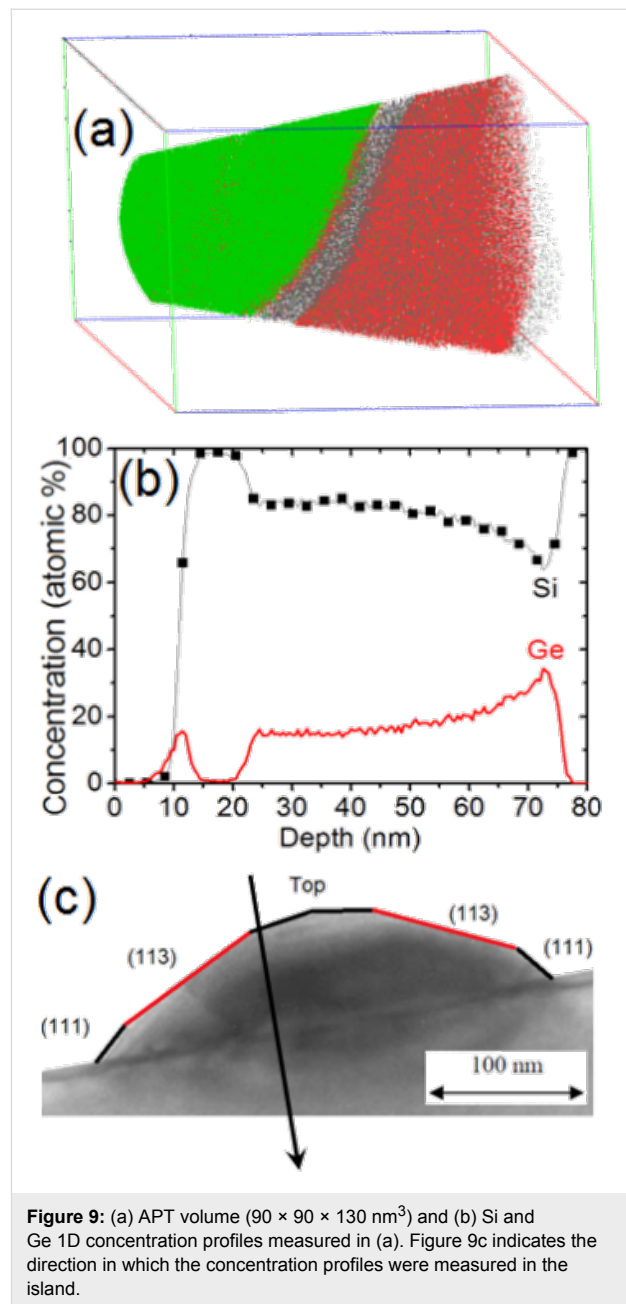 (a)
(b)
100
80
60
40
20
0
Concentration (atomic %)
Si
Ge
0 10 20 30 40 50 60 70 80
Depth (nm)
(c)
Top
(113)
(113)
(111)
(111)
100 nm
Figure 9: (a) APT volume (90 × 90 × 130 nm³) and (b) Si and
Ge 1D concentration profiles measured in (a). Figure 9c indicates the
direction in which the concentration profiles were measured in the
island.